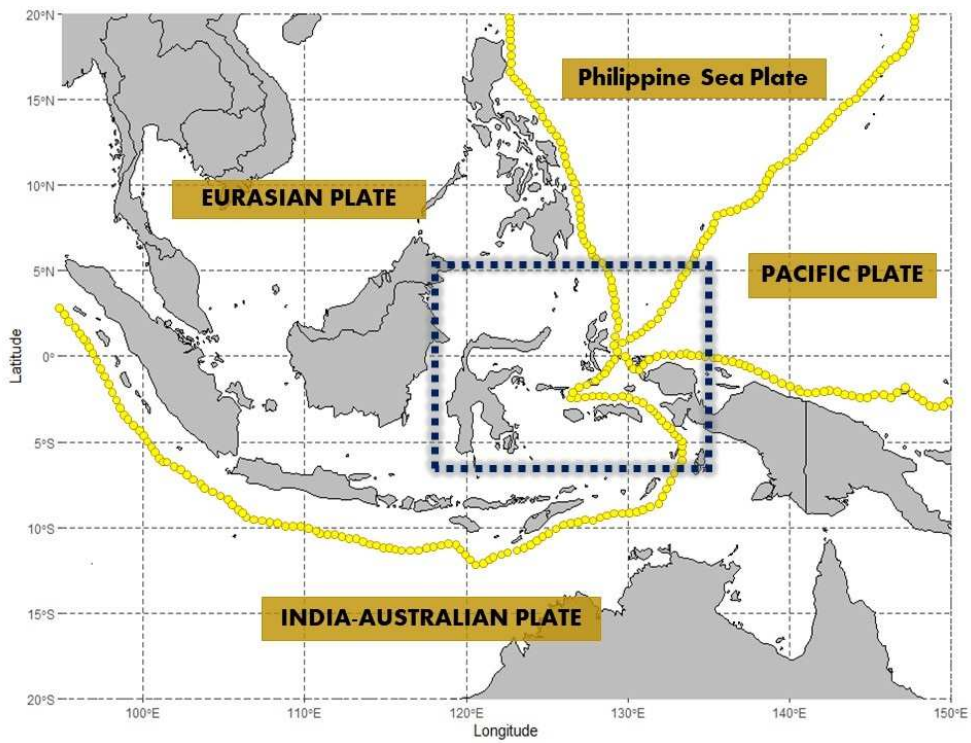 20°N
Philippine Sea Plate
15°N
10°N
EURASIAN PLATE
5°N
PACIFIC PLATE
Latitude
0°
5°S
10°S
15°S
INDIA-AUSTRALIAN PLATE
20°S
100°E 110°E 120°E 130°E 140°E 150°E
Longitude